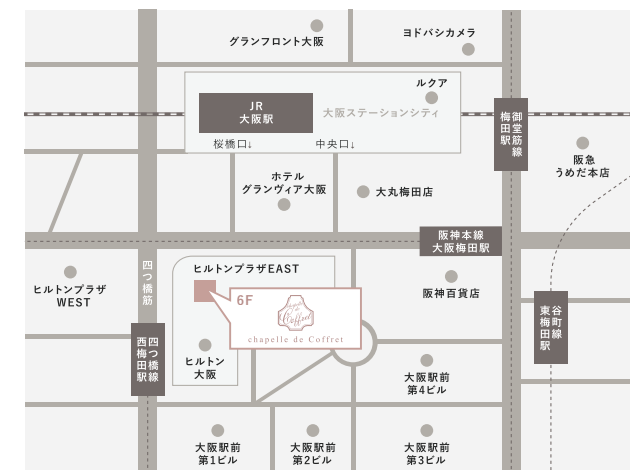 グランフロント大阪
ヨドバシカメラ
ルクア
JR
大阪駅
大阪ステーションシティ
桜橋口↓
中央口↓
御堂筋線
梅田駅
阪急
うめだ本店
ホテル
グランヴィア大阪
大丸梅田店
阪神本線
大阪梅田駅
四つ橋筋
ヒルトンプラザEAST
ヒルトンプラザ
WEST
6F
Coffret
chapelle de Coffret
阪神百貨店
谷町線
東梅田駅
四つ橋線
西梅田駅
ヒルトン
大阪
大阪駅前
第4ビル
大阪駅前
第1ビル
大阪駅前
第2ビル
大阪駅前
第3ビル